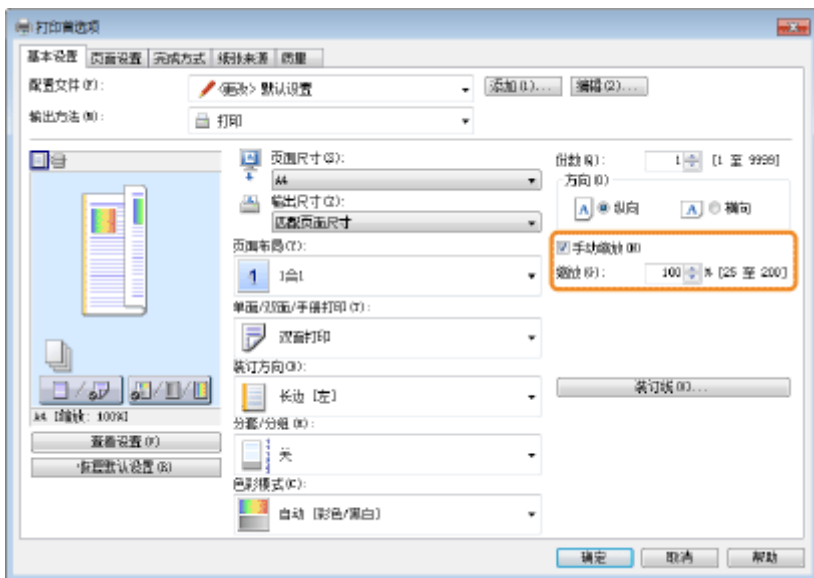 打印首选项
基本设置 页面设置 完成方式 纸张来源 质量
配置文件(F): <更改> 默认设置 添加(1)... 编辑(2)...
输出方法(M): 打印
页面尺寸(S): A4
输出尺寸(Z): 匹配页面尺寸
页面布局(Y): 1 1合1
单面/双面/手册打印(T): 双面打印
装订方向(B): 长边 [左]
分套/分组(K): 关
色彩模式(C): 自动 [彩色/黑白]
A4 [缩放: 100%]
查看设置(V)
恢复默认设置(R)
份数(Q): 1 [1 至 9999]
方向(O)
A 纵向 A 横向
手动缩放(N)
缩放(G): 100 % [25 至 200]
装订线(X)...
确定 取消 帮助